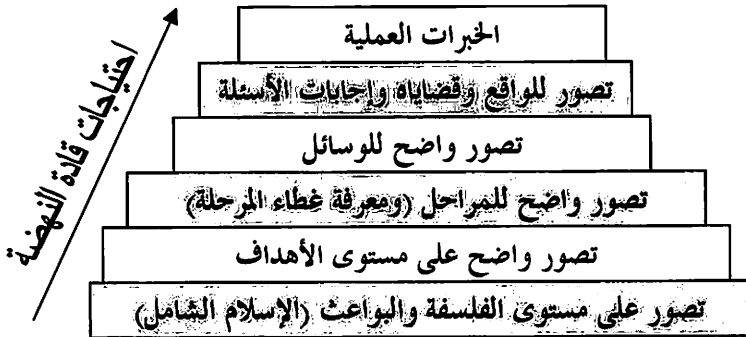 الخبرات العملية
تصور للواقع وقضاياه وإجابات الأسئلة
تصور واضح للوسائل
تصور واضح للمراحل (ومعرفة غطاء المرحلة)
تصور واضح على مستوى الأهداف
تصور على مستوى الفلسفة والبواعث (الإسلام الشامل)
احتياجات قادة النهضة